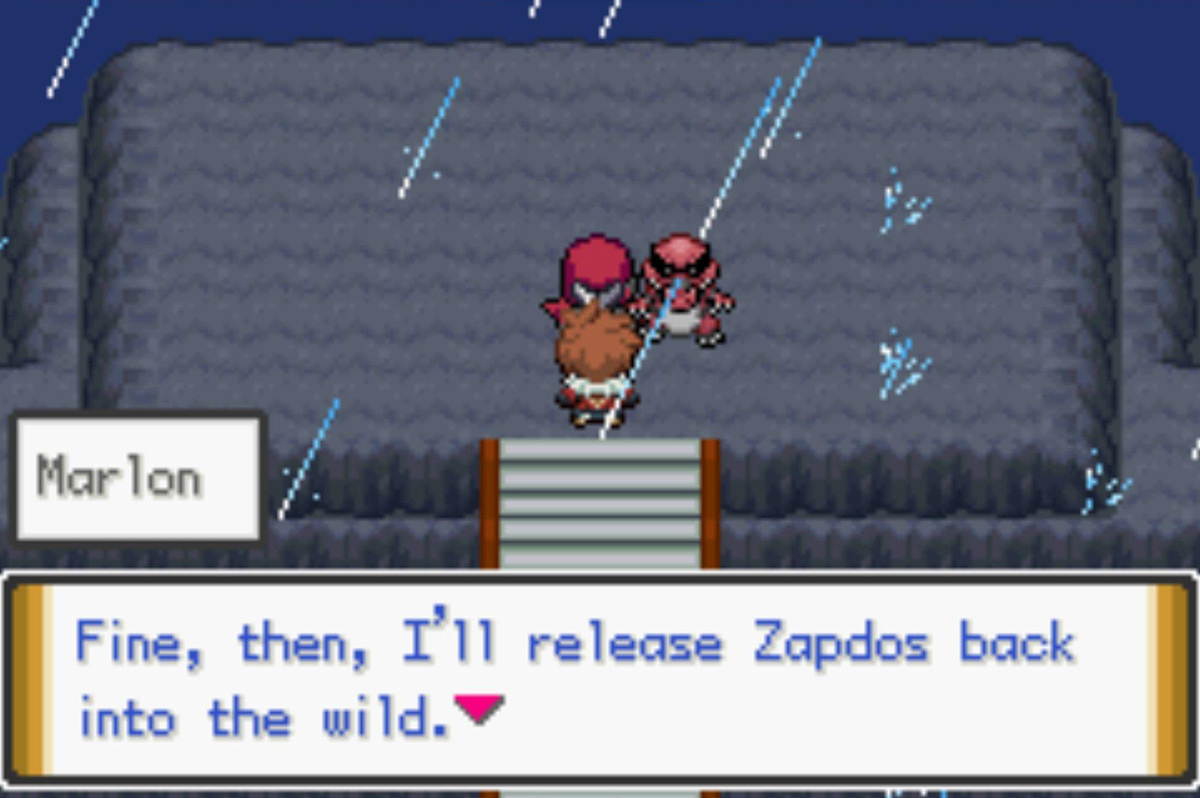 Marlon
Fine, then, I'll release Zapdos back
into the wild.